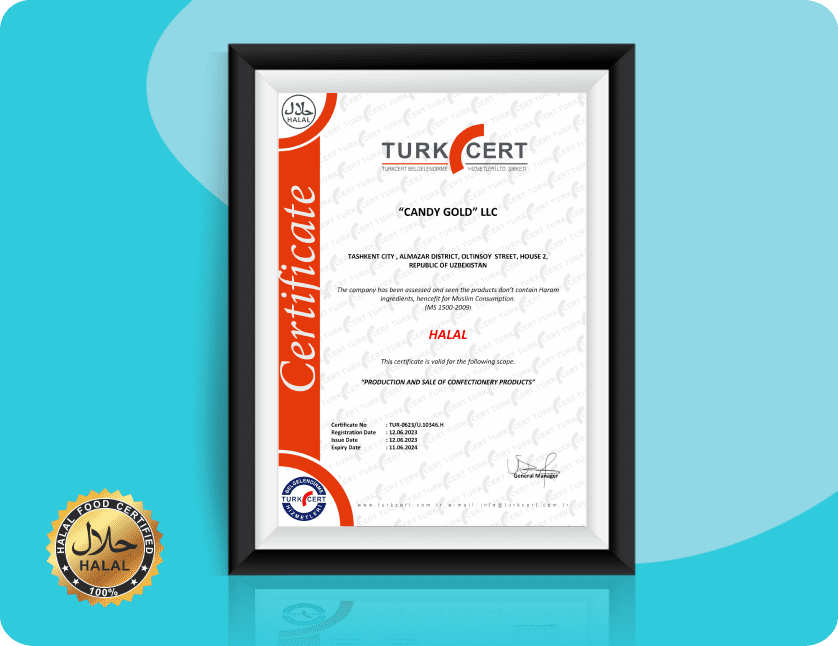 حلال
HALAL
TURK CERT
TURKCERT BELGELENDİRME HİZMETLERİ LTD. ŞİRKETİ
Certificate
“CANDY GOLD” LLC
TASHKENT CITY , ALMAZAR DISTRICT, OLTINSOY STREET, HOUSE 2,
REPUBLIC OF UZBEKISTAN
The company has been assessed and seen the products don’t contain Haram
ingredients, hencefit for Muslim Consumption.
(MS 1500-2009)
HALAL
This certificate is valid for the following scope.
“PRODUCTION AND SALE OF CONFECTIONERY PRODUCTS”
Certificate No : TUR-0623/U.10346.H
Registration Date : 12.06.2023
Issue Date : 12.06.2023
Expiry Date : 11.06.2024
General Manager
BELGELENDİRME
TURK CERT
HİZMETLERİ
www.turkcert.com.tr e-mail: info@turkcert.com.tr
HALAL FOOD CERTIFIED
حلال
HALAL
100%